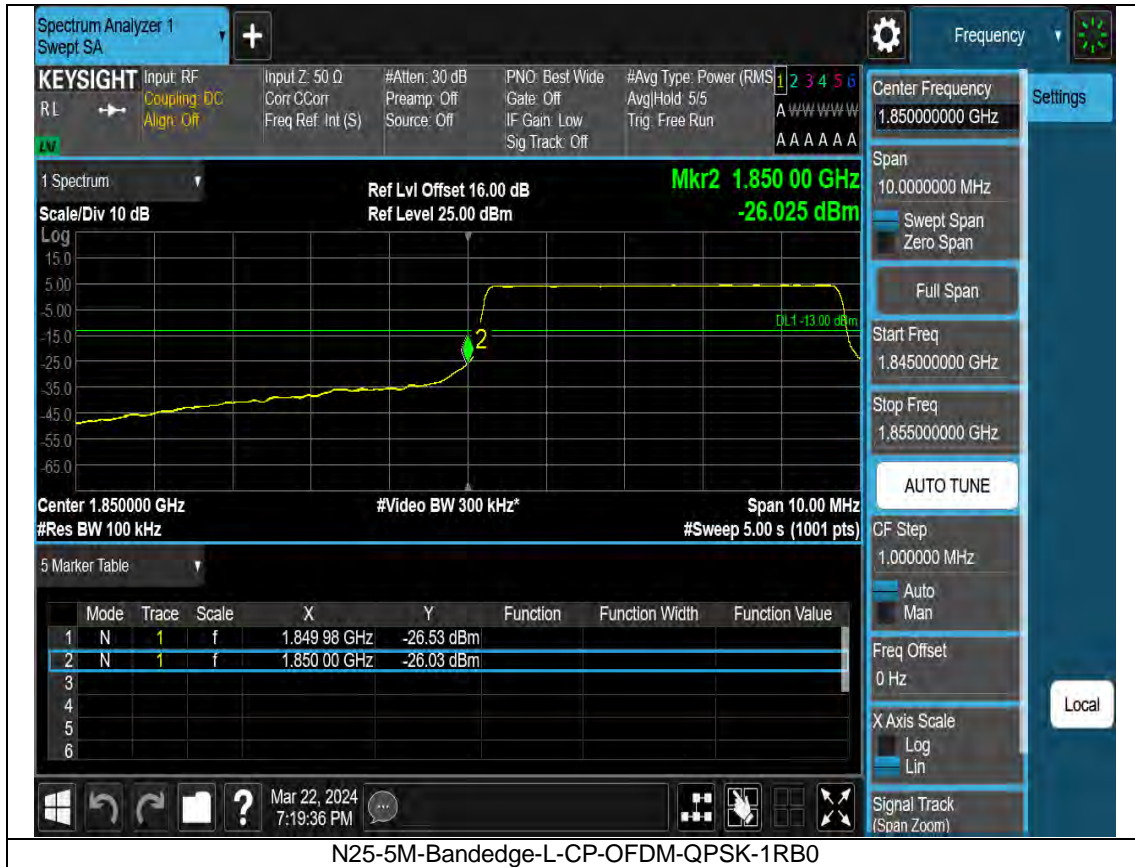 Spectrum Analyzer 1
Swept SA
+
Frequency
KEYSIGHT
RL
Input: RF
Coupling: DC
Align: Off
Input Z: 50 Ω
Corr CCorr
Freq Ref: Int (S)
#Atten: 30 dB
Preamp: Off
Source: Off
PNO: Best Wide
Gate: Off
IF Gain: Low
Sig Track: Off
#Avg Type: Power (RMS
Avg|Hold: 5/5
Trig: Free Run
1 2 3 4 5 6
A W W W W W
A A A A A A
1 Spectrum
Scale/Div 10 dB
Ref Lvl Offset 16.00 dB
Ref Level 25.00 dBm
Mkr2 1.850 00 GHz
-26.025 dBm
Log
15.0
5.00
-5.00
-15.0
-25.0
-35.0
-45.0
-55.0
-65.0
2
DL1 -13.00 dBm
Center 1.850000 GHz
#Video BW 300 kHz*
Span 10.00 MHz
#Res BW 100 kHz
#Sweep 5.00 s (1001 pts)
5 Marker Table
Mode Trace Scale X Y Function Function Width Function Value
1 N 1 f 1.849 98 GHz -26.53 dBm
2 N 1 f 1.850 00 GHz -26.03 dBm
3
4
5
6
?
Mar 22, 2024
7:19:36 PM
Center Frequency
1.850000000 GHz
Settings
Span
10.0000000 MHz
Swept Span
Zero Span
Full Span
Start Freq
1.845000000 GHz
Stop Freq
1.855000000 GHz
AUTO TUNE
CF Step
1.000000 MHz
Auto
Man
Freq Offset
0 Hz
X Axis Scale
Log
Lin
Signal Track
(Span Zoom)
Local
N25-5M-Bandedge-L-CP-OFDM-QPSK-1RB0